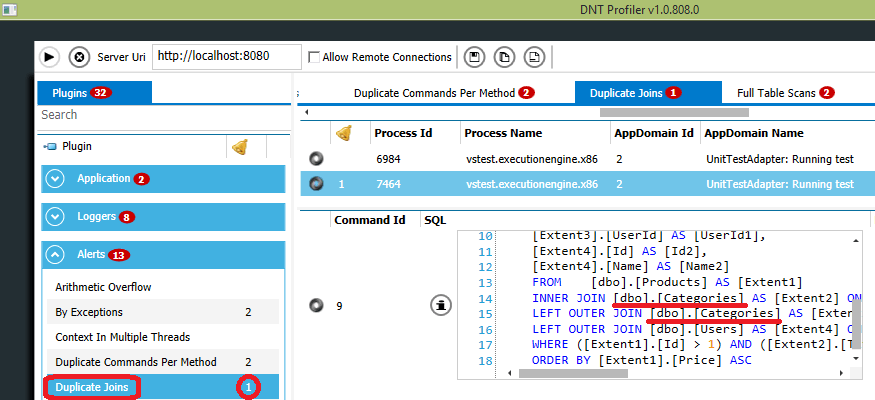 DNT Profiler v1.0.808.0
Server Uri http://localhost:8080 Allow Remote Connections
Plugins 32
Duplicate Commands Per Method 2 Duplicate Joins 1 Full Table Scans 2
Search
Plugin
Process Id Process Name AppDomain Id AppDomain Name
6984 vstest.executionengine.x86 2 UnitTestAdapter: Running test
1 7464 vstest.executionengine.x86 2 UnitTestAdapter: Running test
Application 2
Loggers 8
Alerts 13
Arithmetic Overflow
By Exceptions 2
Context In Multiple Threads
Duplicate Commands Per Method 2
Duplicate Joins 1
Command Id SQL
9
10 [Extent3].[UserId] AS [UserId1],
11 [Extent4].[Id] AS [Id2],
12 [Extent4].[Name] AS [Name2]
13 FROM [dbo].[Products] AS [Extent1]
14 INNER JOIN [dbo].[Categories] AS [Extent2] ON
15 LEFT OUTER JOIN [dbo].[Categories] AS [Exten
16 LEFT OUTER JOIN [dbo].[Users] AS [Extent4] O
17 WHERE ([Extent1].[Id] > 1) AND ([Extent2].[T
18 ORDER BY [Extent1].[Price] ASC